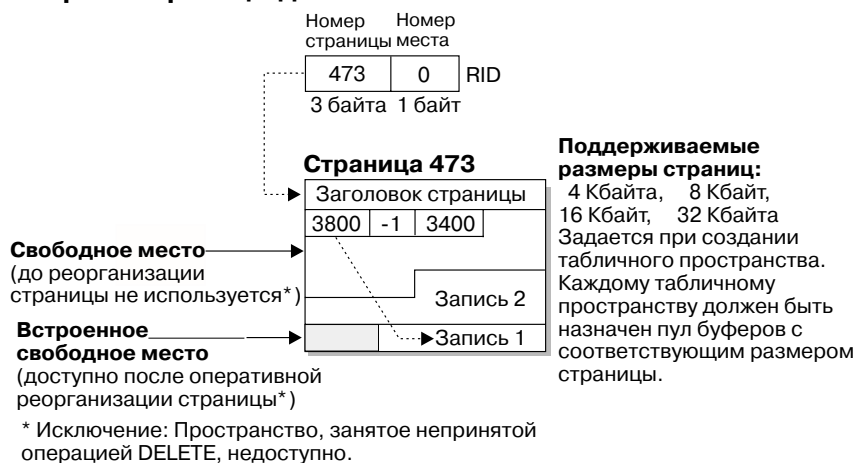 Номер Номер
страницы места
473 0 RID
3 байта 1 байт
Страница 473
Заголовок страницы
3800 -1 3400
Запись 2
Запись 1
Свободное место
(до реорганизации
страницы не используется*)
Встроенное
свободное место
(доступно после оперативной
реорганизации страницы*)
* Исключение: Пространство, занятое непринятой
операцией DELETE, недоступно.
Поддерживаемые
размеры страниц:
4 Кбайта, 8 Кбайт,
16 Кбайт, 32 Кбайта
Задается при создании
табличного пространства.
Каждому табличному
пространству должен быть
назначен пул буферов с
соответствующим размером
страницы.